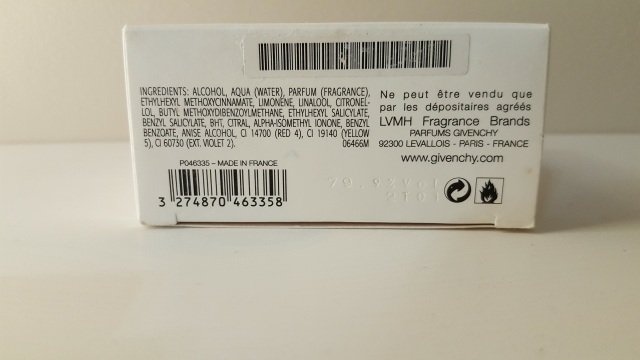 INGREDIENTS: ALCOHOL, AQUA (WATER), PARFUM (FRAGRANCE),
ETHYLHEXYL METHOXYCINNAMATE, LIMONENE, LINALOOL, CITRONEL-
LOL, BUTYL METHOXYDIBENZOYLMETHANE, ETHYLHEXYL SALICYLATE,
BENZYL SALICYLATE, BHT, CITRAL, ALPHA-ISOMETHYL IONONE, BENZYL
BENZOATE, ANISE ALCOHOL, CI 14700 (RED 4), CI 19140 (YELLOW
5), CI 60730 (EXT. VIOLET 2). 06466M
P046335 – MADE IN FRANCE
3 274870 463358
Ne peut être vendu que
par les dépositaires agréés
LVMH Fragrance Brands
PARFUMS GIVENCHY
92300 LEVALLOIS - PARIS - FRANCE
www.givenchy.com